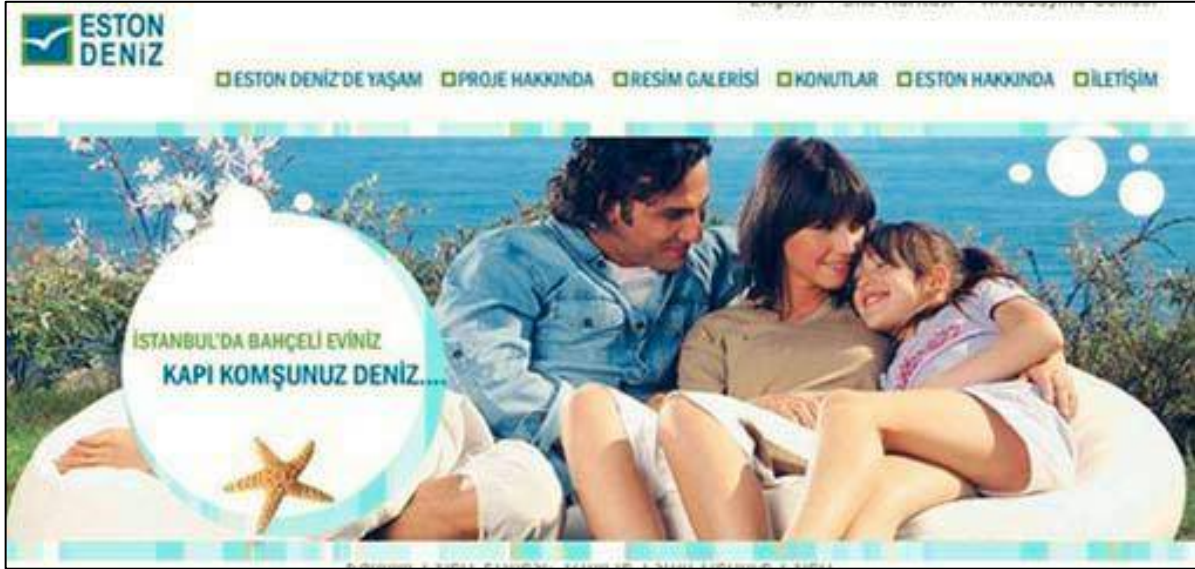 ESTON
DENİZ
ESTON DENİZ'DE YAŞAM PROJE HAKKINDA RESİM GALERİSİ KONUTLAR ESTON HAKKINDA İLETİŞİM
İSTANBUL'DA BAHÇELİ EVİNİZ
KAPI KOMŞUNUZ DENİZ....